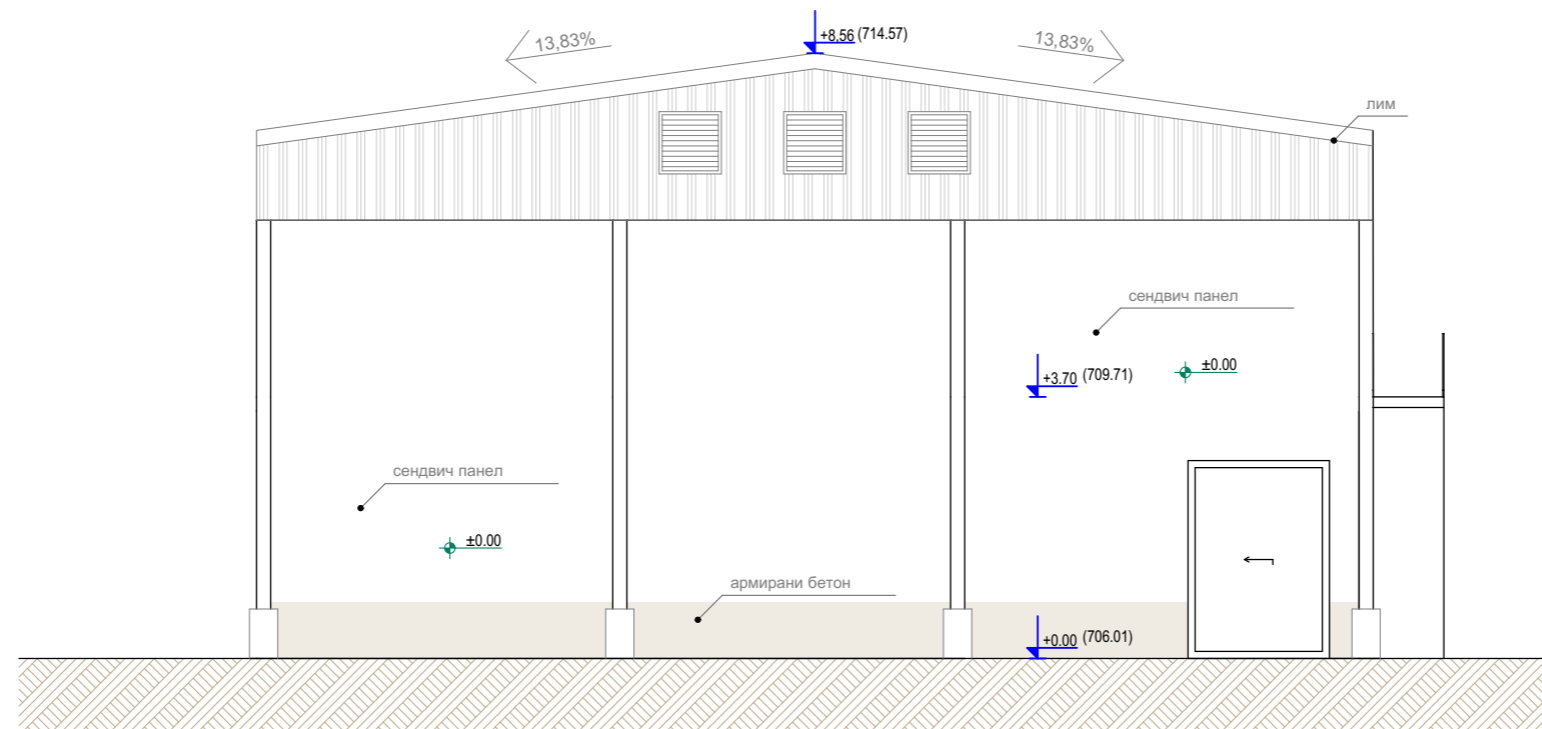 +8.56 (714.57)
13,83%
13,83%
лим
сендвич панел
±0.00
+3.70 (709.71)
сендвич панел
±0.00
армирани бетон
+0.00 (706.01)